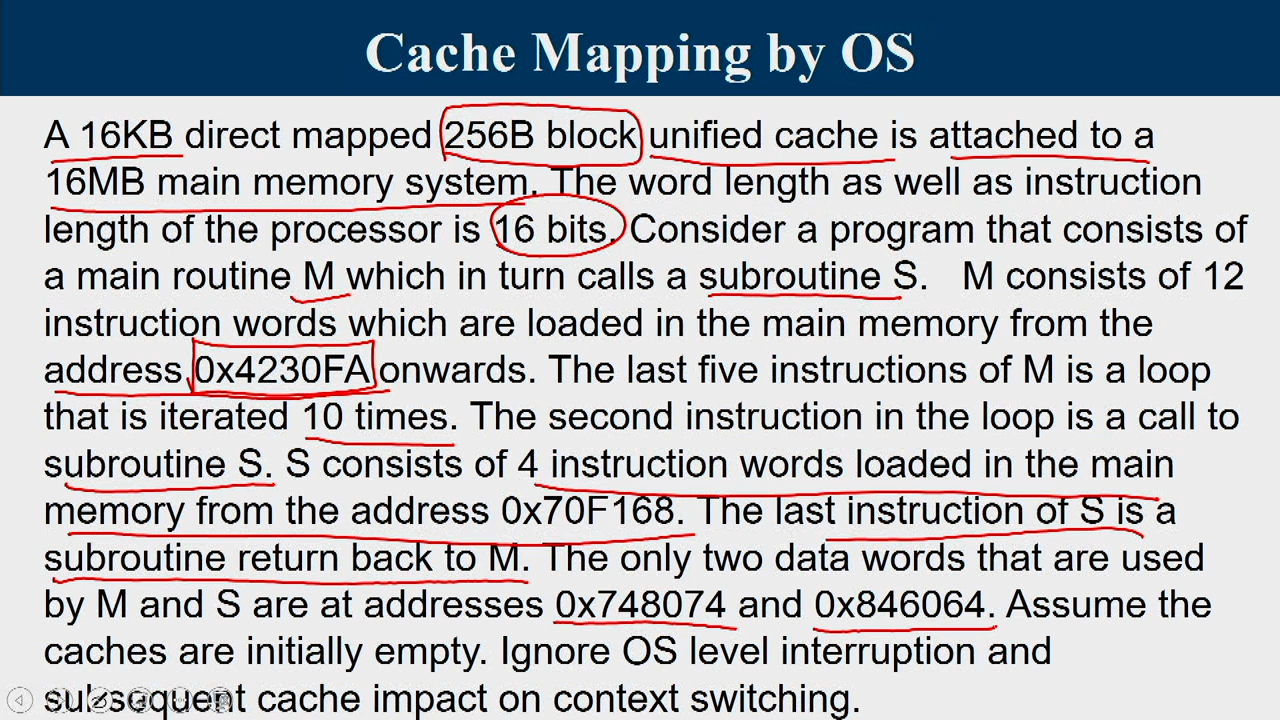 Cache Mapping by OS
A 16KB direct mapped 256B block unified cache is attached to a
16MB main memory system. The word length as well as instruction
length of the processor is 16 bits. Consider a program that consists of
a main routine M which in turn calls a subroutine S. M consists of 12
instruction words which are loaded in the main memory from the
address 0x4230FA onwards. The last five instructions of M is a loop
that is iterated 10 times. The second instruction in the loop is a call to
subroutine S. S consists of 4 instruction words loaded in the main
memory from the address 0x70F168. The last instruction of S is a
subroutine return back to M. The only two data words that are used
by M and S are at addresses 0x748074 and 0x846064. Assume the
caches are initially empty. Ignore OS level interruption and
subsequent cache impact on context switching.